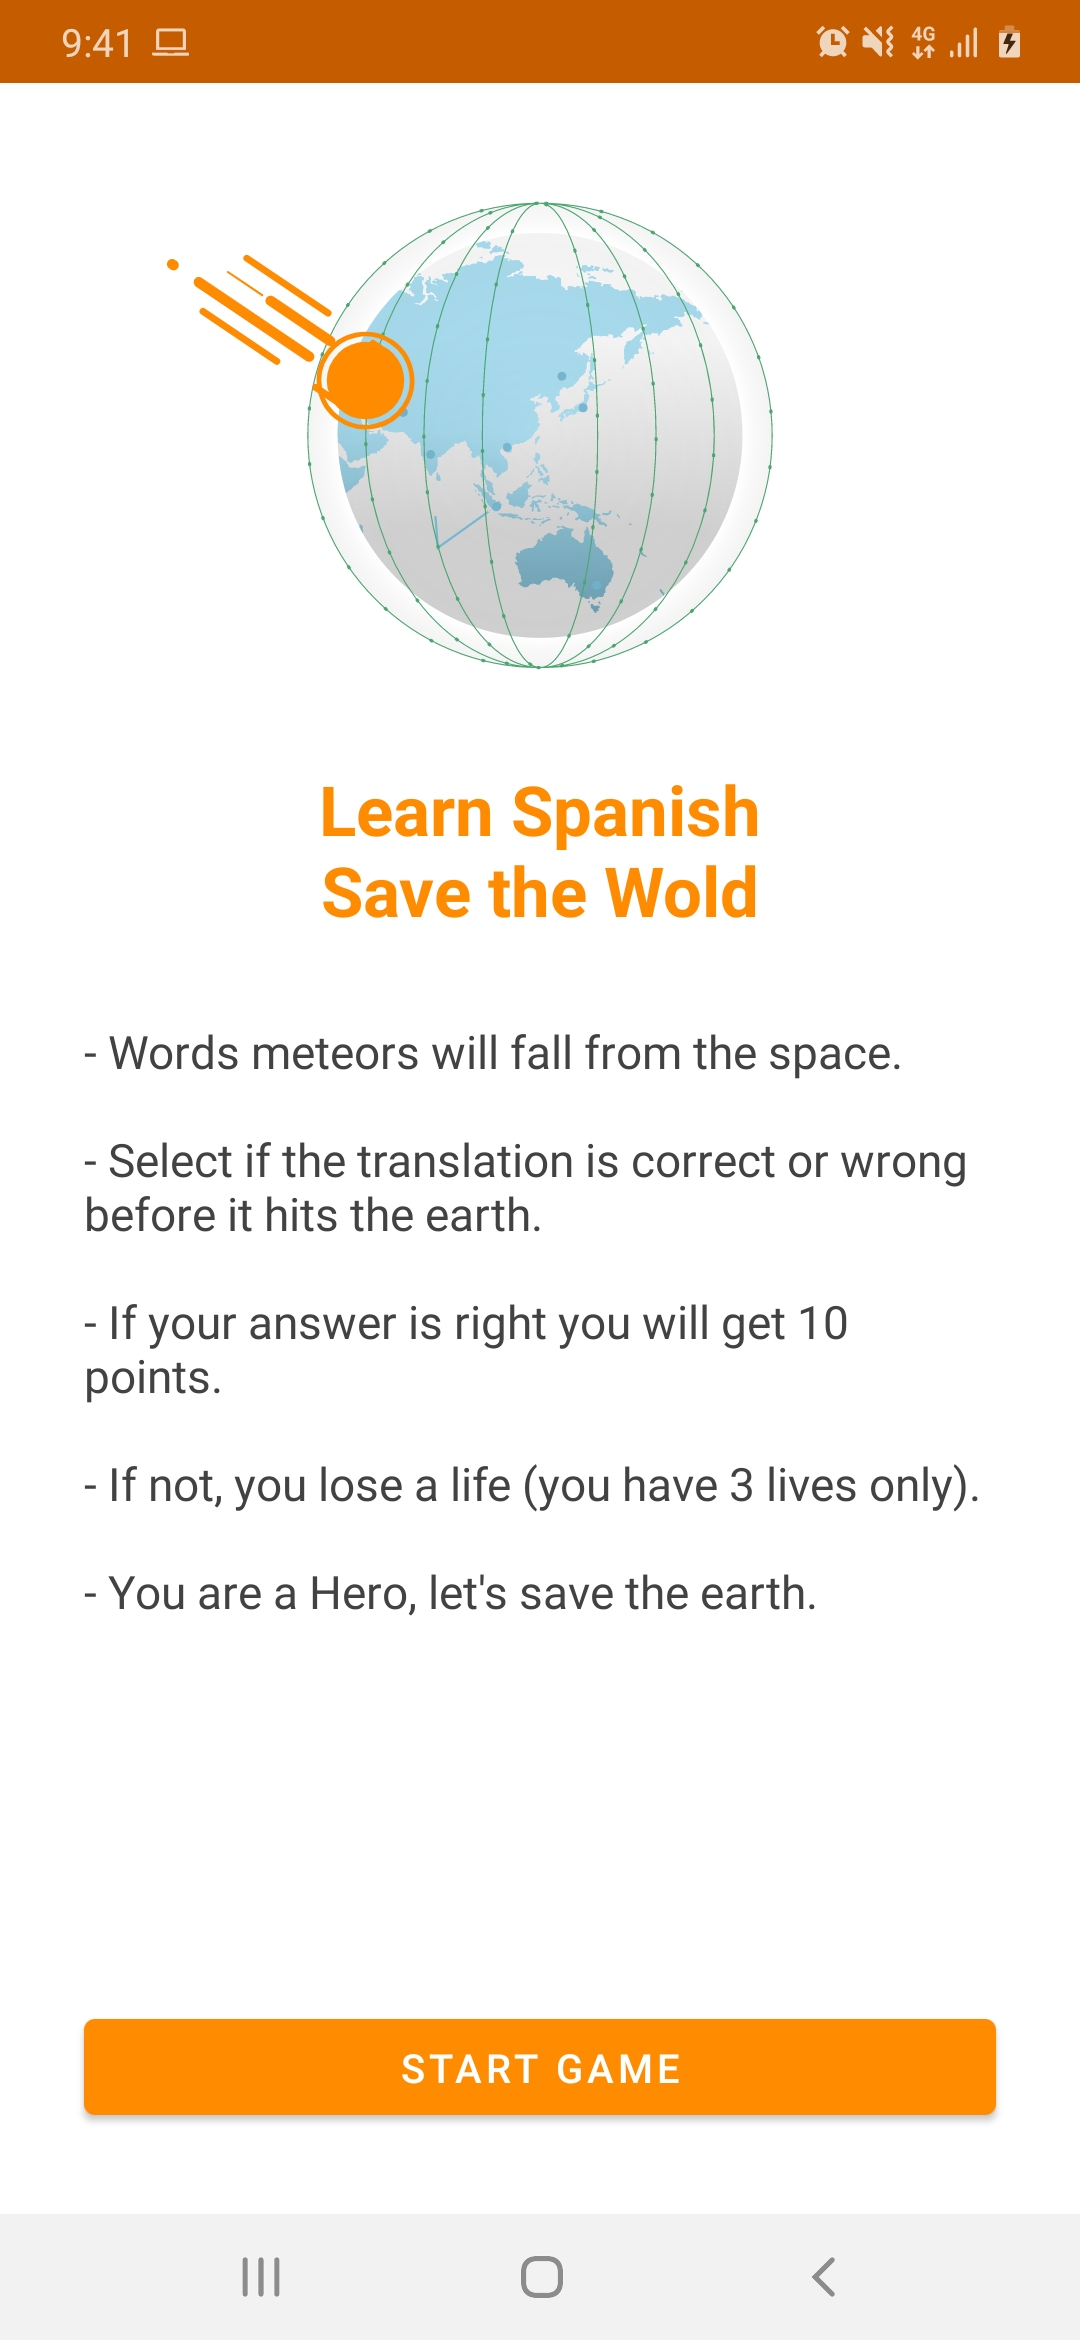 9:41
4G
Learn Spanish
Save the Wold
- Words meteors will fall from the space.
- Select if the translation is correct or wrong
before it hits the earth.
- If your answer is right you will get 10
points.
- If not, you lose a life (you have 3 lives only).
- You are a Hero, let's save the earth.
START GAME